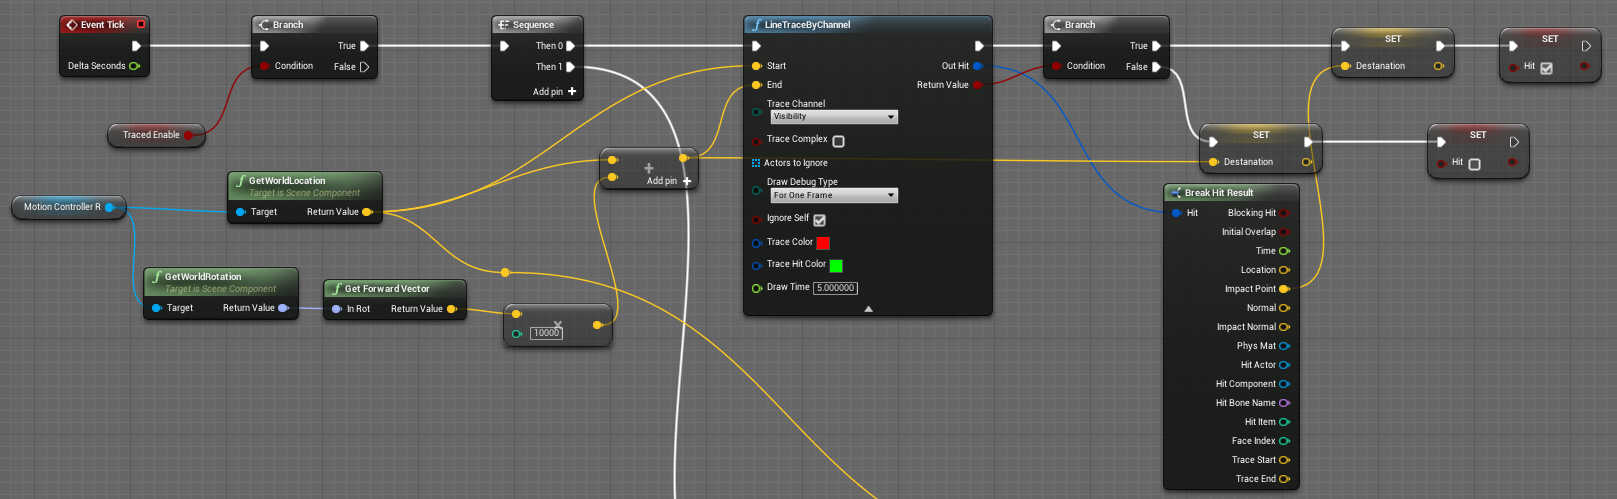 Event Tick
Delta Seconds
Branch
True
Condition
False
Traced Enable
Sequence
Then 0
Then 1
Add pin +
LineTraceByChannel
Start
Out Hit
End
Return Value
Trace Channel
Visibility
Trace Complex
Actors to Ignore
Draw Debug Type
For One Frame
Ignore Self
Trace Color
Trace Hit Color
Draw Time 5.000000
Branch
True
Condition
False
SET
Destanation
SET
Hit
SET
Destanation
SET
Hit
+
Add pin +
GetWorldLocation
Target is Scene Component
Target
Return Value
Motion Controller R
GetWorldRotation
Target is Scene Component
Target
Return Value
Get Forward Vector
In Rot
Return Value
×
10000
Break Hit Result
Hit
Blocking Hit
Initial Overlap
Time
Location
Impact Point
Normal
Impact Normal
Phys Mat
Hit Actor
Hit Component
Hit Bone Name
Hit Item
Face Index
Trace Start
Trace End